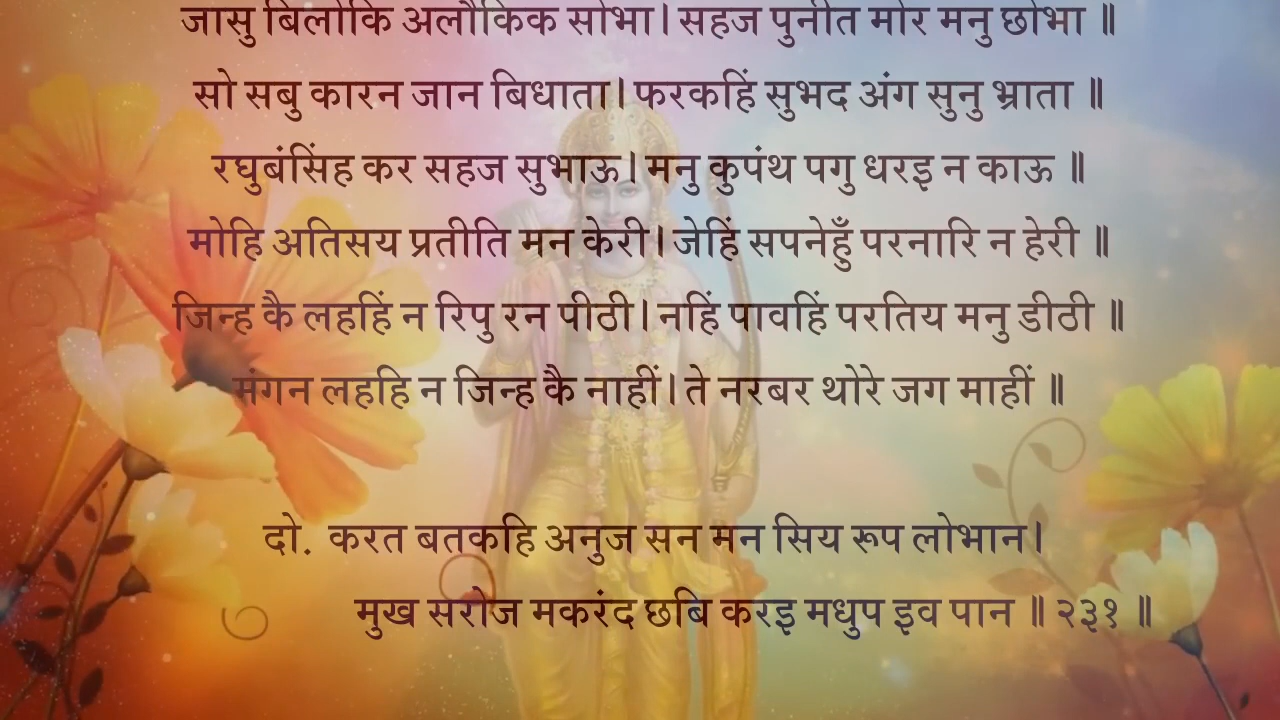 जासु बिलोकि अलौकिक सोभा। सहज पुनीत मोर मनु छोभा ॥
सो सबु कारन जान बिधाता। फरकहिं सुभद अंग सुनु भ्राता ॥
रघुबंसिंह कर सहज सुभाऊ। मनु कुपंथ पगु धरइ न काऊ ॥
मोहि अतिसय प्रतीति मन केरी। जेहिं सपनेहुँ परनारि न हेरी ॥
जिन्ह कै लहहिं न रिपु रन पीठी। नहिं पावहिं परतिय मनु डीठी ॥
मंगन लहहि न जिन्ह कै नाहीं। ते नरबर थोरे जग माहीं ॥
दो. करत बतकहि अनुज सन मन सिय रूप लोभान।
मुख सरोज मकरंद छबि करइ मधुप इव पान ॥ २३१ ॥